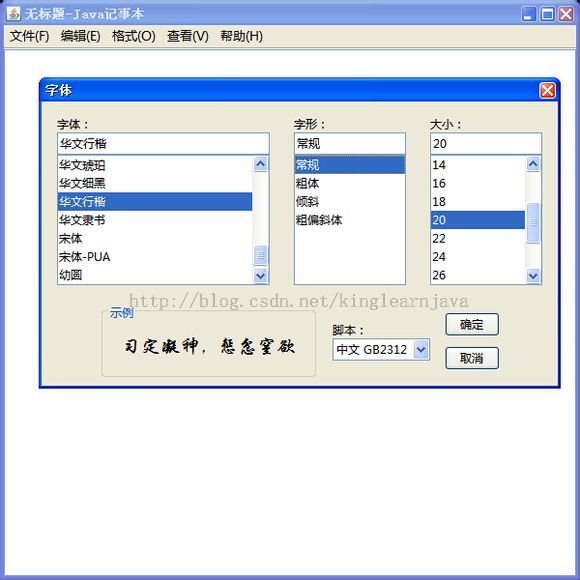 无标题-Java记事本
文件(F) 编辑(E) 格式(O) 查看(V) 帮助(H)
字体
字体： 字形： 大小：
华文行楷 常规 20
华文琥珀 常规 14
华文细黑 粗体 16
华文行楷 倾斜 18
华文隶书 粗偏斜体 20
宋体 22
宋体-PUA 24
幼圆 26
http://blog.csdn.net/kinglearnjava
示例
习定凝神，惩忿窒欲
脚本：
中文 GB2312
确定
取消